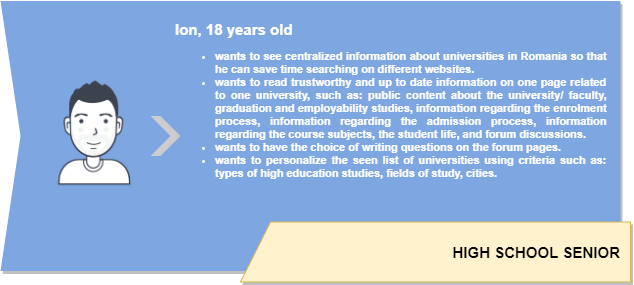 Ion, 18 years old
• wants to see centralized information about universities in Romania so that
he can save time searching on different websites.
• wants to read trustworthy and up to date information on one page related
to one university, such as: public content about the university/ faculty,
graduation and employability studies, information regarding the enrolment
process, information regarding the admission process, information
regarding the course subjects, the student life, and forum discussions.
• wants to have the choice of writing questions on the forum pages.
• wants to personalize the seen list of universities using criteria such as:
types of high education studies, fields of study, cities.
HIGH SCHOOL SENIOR